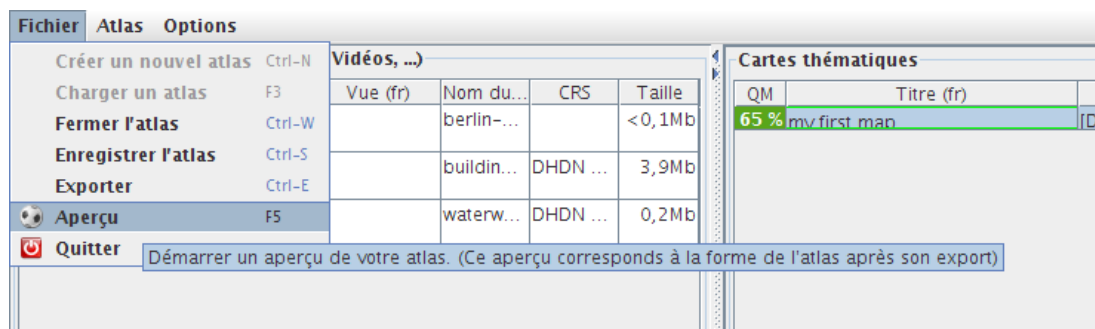 Fichier Atlas Options
Créer un nouvel atlas Ctrl-N
Charger un atlas F3
Fermer l'atlas Ctrl-W
Enregistrer l'atlas Ctrl-S
Exporter Ctrl-E
Aperçu F5
Quitter
Démarrer un aperçu de votre atlas. (Ce aperçu corresponds à la forme de l'atlas après son export)
Vidéos, ...)
Vue (fr) Nom du... CRS Taille
berlin-... <0,1Mb
buildin... DHDN ... 3,9Mb
waterw... DHDN ... 0,2Mb
Cartes thématiques
QM Titre (fr)
65 % my first map [D